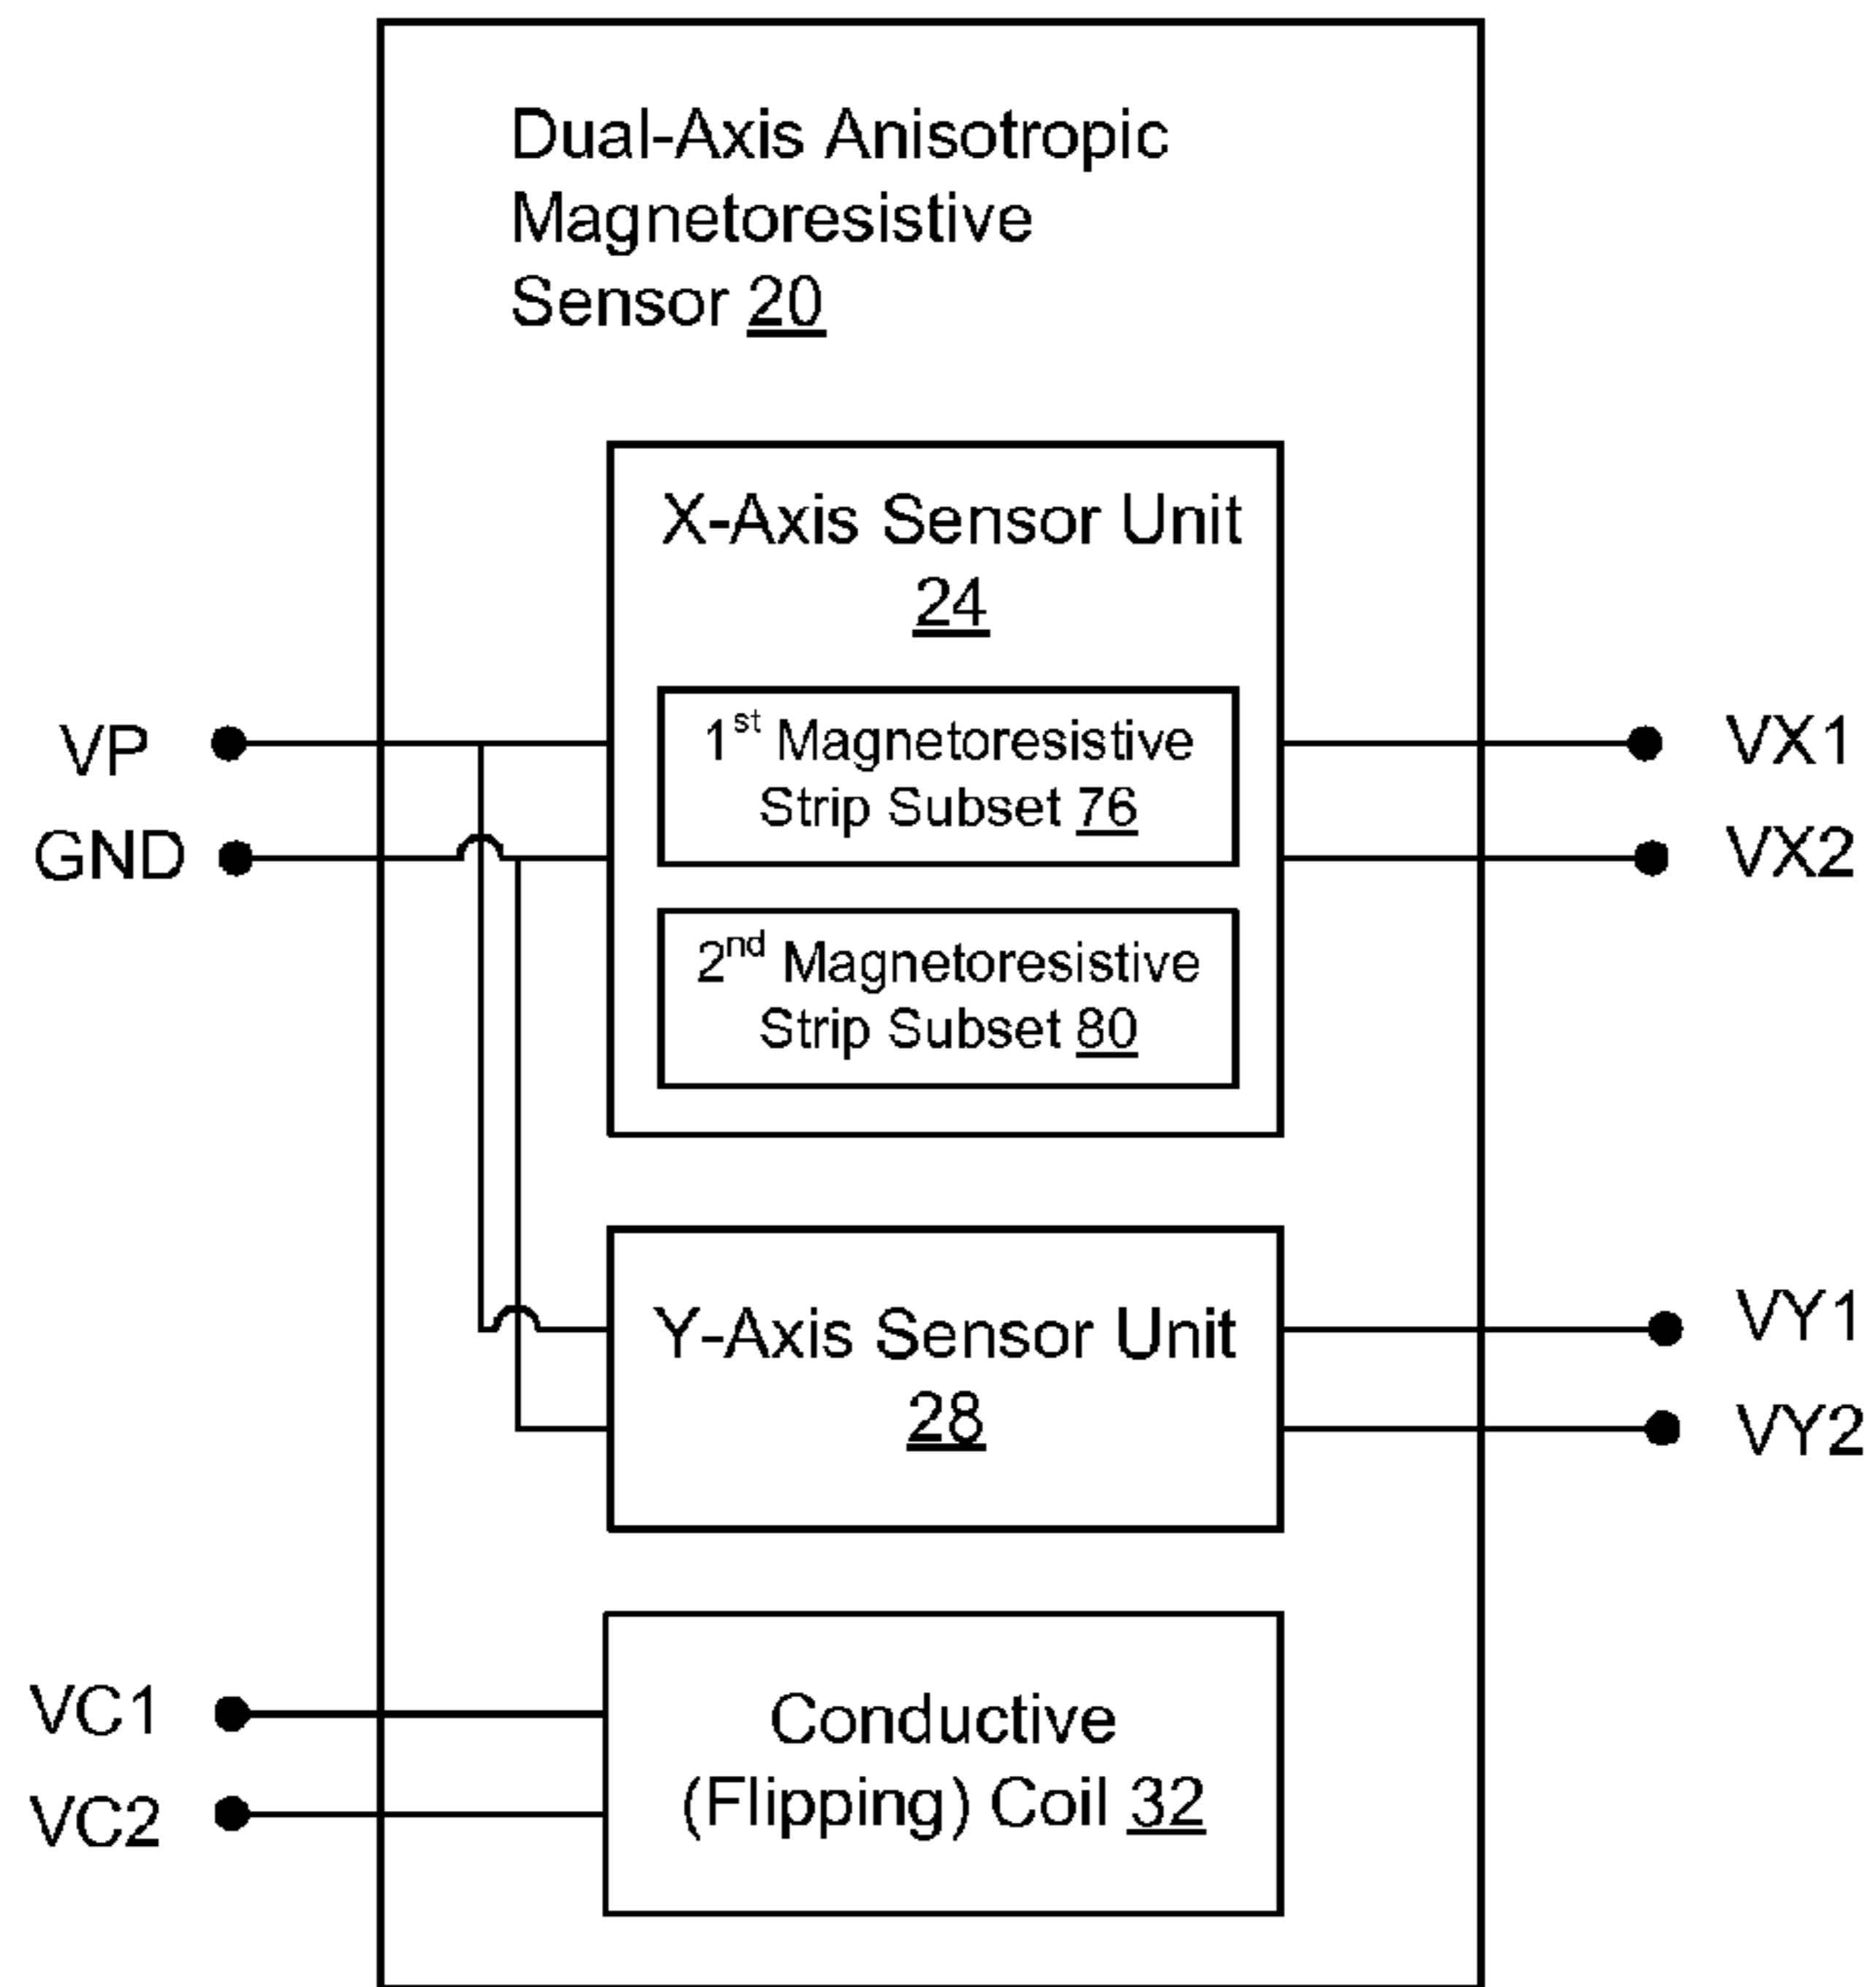 Dual-Axis Anisotropic
Magnetoresistive
Sensor 20
X-Axis Sensor Unit
24
1st Magnetoresistive
Strip Subset 76
2nd Magnetoresistive
Strip Subset 80
VP
GND
VX1
VX2
Y-Axis Sensor Unit
28
VY1
VY2
Conductive
(Flipping) Coil 32
VC1
VC2